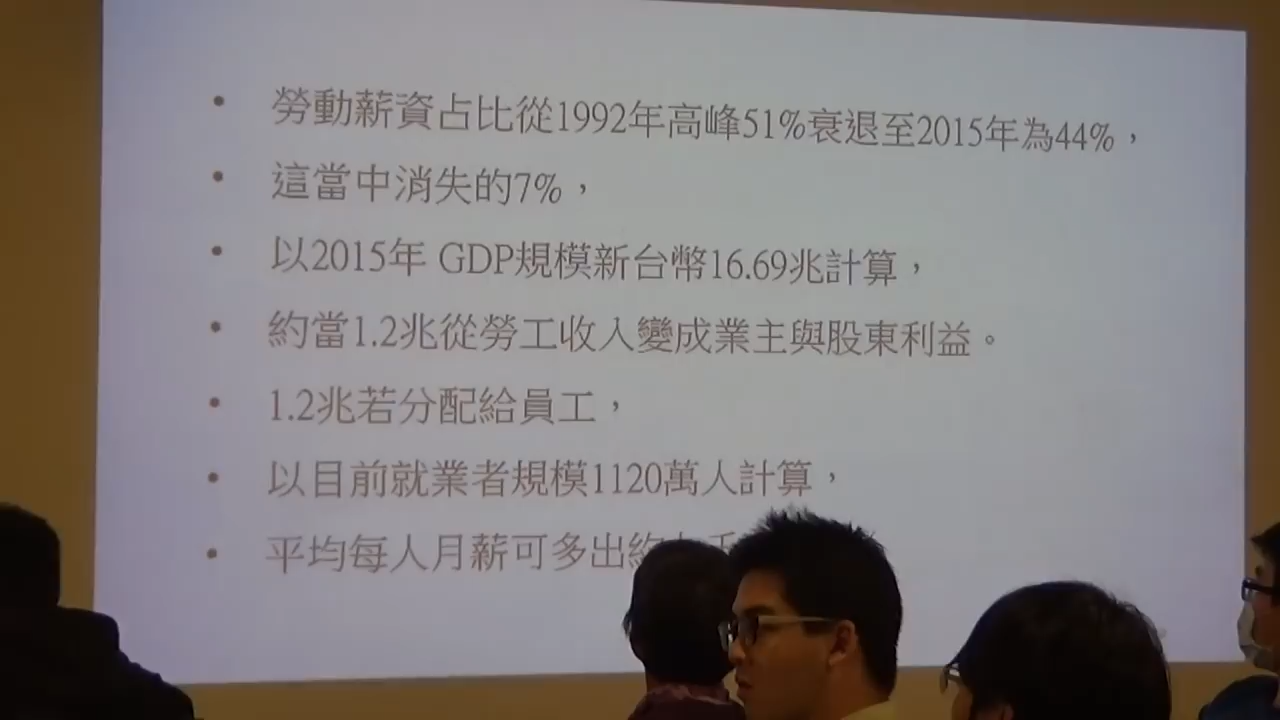 • 勞動薪資占比從1992年高峰51%衰退至2015年為44%，
• 這當中消失的7%，
• 以2015年 GDP規模新台幣16.69兆計算，
• 約當1.2兆從勞工收入變成業主與股東利益。
• 1.2兆若分配給員工，
• 以目前就業者規模1120萬人計算，
• 平均每人月薪可多出約